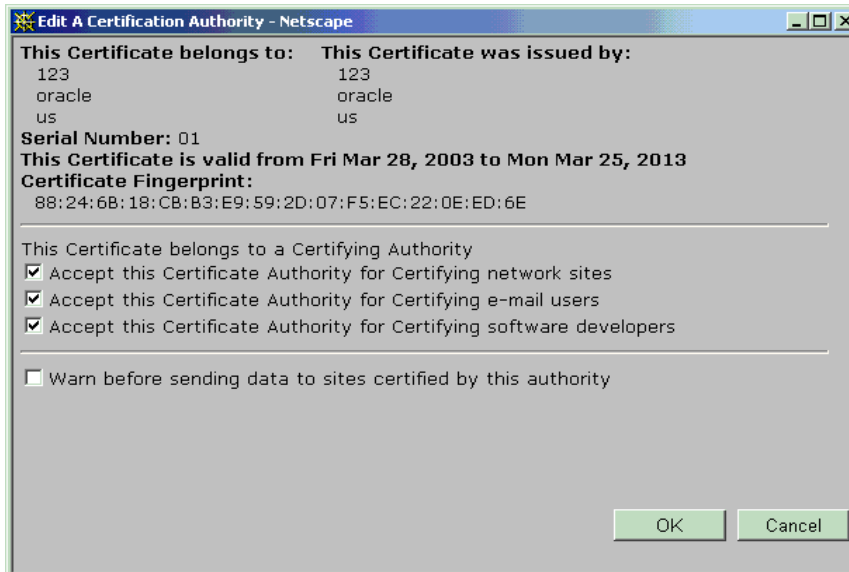 Edit A Certification Authority - Netscape
This Certificate belongs to: This Certificate was issued by:
123 123
oracle oracle
us us
Serial Number: 01
This Certificate is valid from Fri Mar 28, 2003 to Mon Mar 25, 2013
Certificate Fingerprint:
88:24:6B:18:CB:B3:E9:59:2D:07:F5:EC:22:0E:ED:6E
This Certificate belongs to a Certifying Authority
Accept this Certificate Authority for Certifying network sites
Accept this Certificate Authority for Certifying e-mail users
Accept this Certificate Authority for Certifying software developers
Warn before sending data to sites certified by this authority
OK Cancel